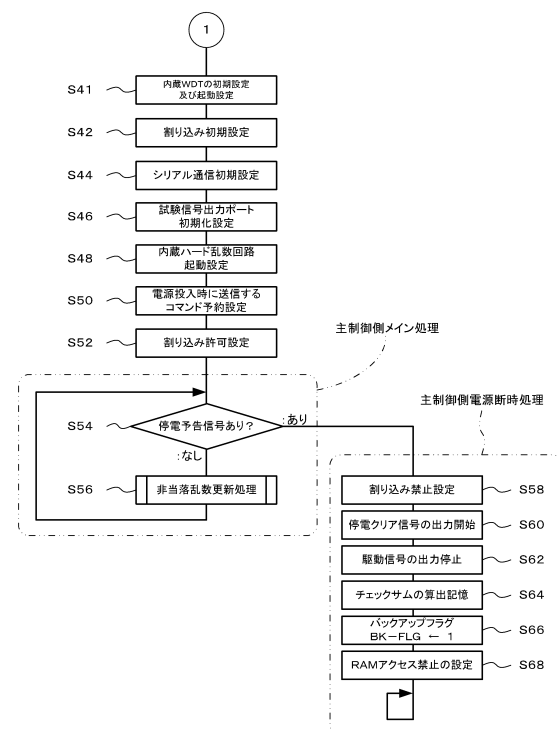 1
S41
内蔵WDTの初期設定
及び起動設定
S42
割り込み初期設定
S44
シリアル通信初期設定
S46
試験信号出力ポート
初期化設定
S48
内蔵ハード乱数回路
起動設定
S50
電源投入時に送信する
コマンド予約設定
S52
割り込み許可設定
主制御側メイン処理
主制御側電源断時処理
S54
停電予告信号あり？
：あり
：なし
S56
非当落乱数更新処理
割り込み禁止設定
S58
停電クリア信号の出力開始
S60
駆動信号の出力停止
S62
チェックサムの算出記憶
S64
バックアップフラグ
BK－FLG ← 1
S66
RAMアクセス禁止の設定
S68